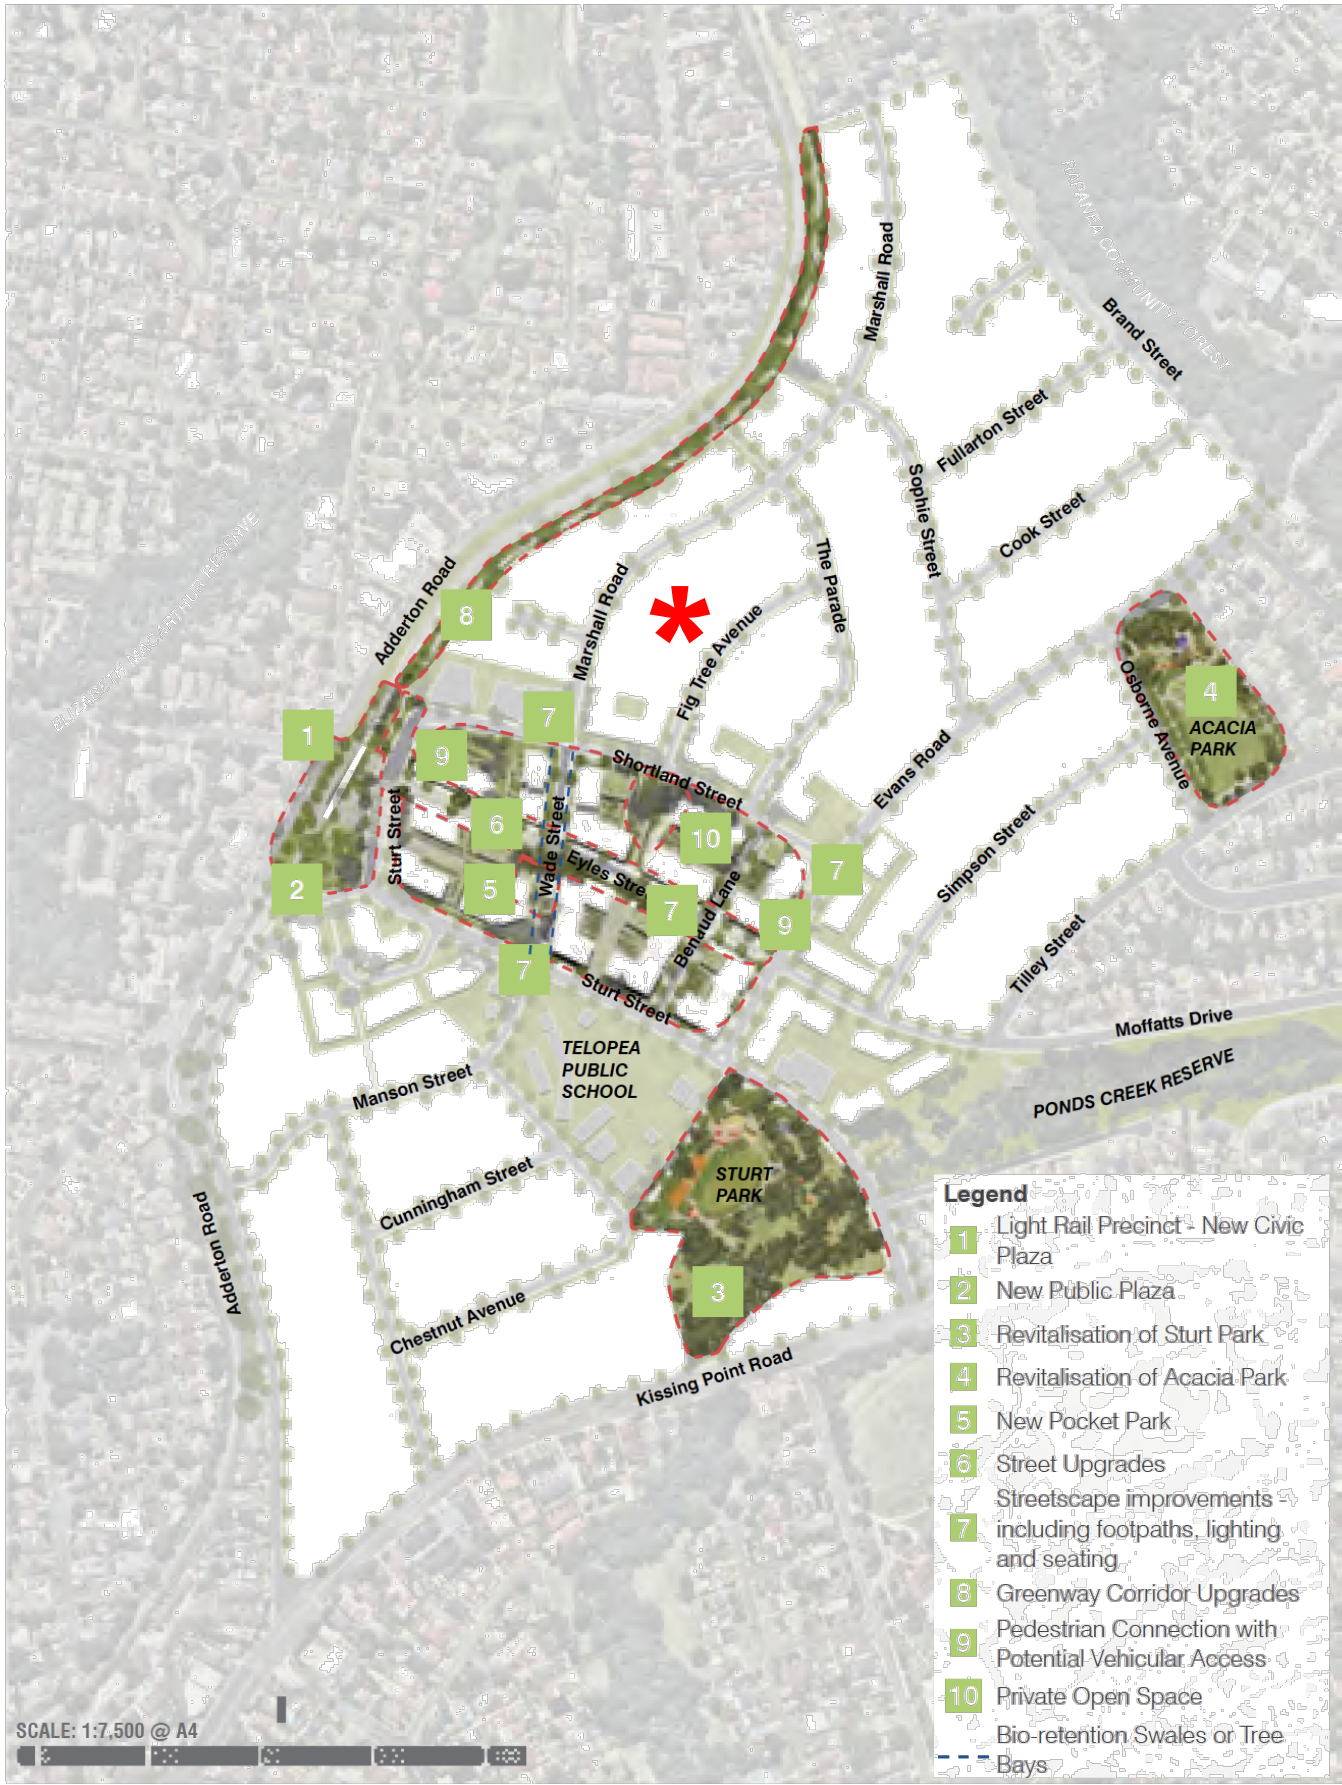 RAPANEA COMMUNITY FOREST
Marshall Road
Brand Street
Fullarton Street
Sophie Street
Cook Street
ELIZABETH MACARTHUR RESERVE
Adderton Road
Marshall Road
The Parade
Fig Tree Avenue
8
Osborne Avenue
4
ACACIA
PARK
1
7
9
Shortland Street
Evans Road
Sturt Street
6
Wade Street
10
Simpson Street
2
5
Eyles Stre
7
7
Benaud Lane
9
Tilley Street
7
Sturt Street
Moffatts Drive
TELOPEA
PUBLIC
SCHOOL
Manson Street
PONDS CREEK RESERVE
Cunningham Street
STURT
PARK
Adderton Road
3
Chestnut Avenue
Kissing Point Road
Legend
1 Light Rail Precinct - New Civic
Plaza
2 New Public Plaza
3 Revitalisation of Sturt Park
4 Revitalisation of Acacia Park
5 New Pocket Park
6 Street Upgrades
Streetscape improvements -
7 including footpaths, lighting
and seating
8 Greenway Corridor Upgrades
9 Pedestrian Connection with
Potential Vehicular Access
10 Private Open Space
Bio-retention Swales or Tree
Bays
SCALE: 1:7,500 @ A4